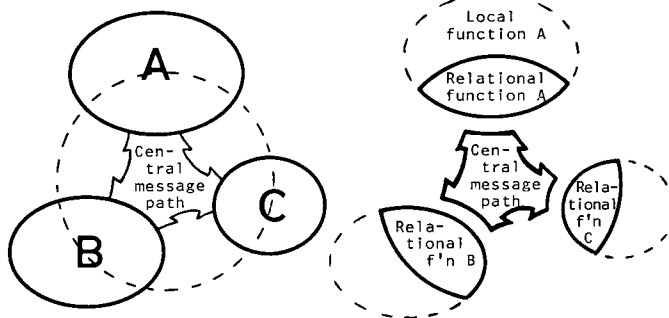 A
Cen-
tral
message
path
C
B
Local
function A
Relational
function A
Cen-
tral
message
path
Rela-
tional
f'n
C
Rela-
tional
f'n B